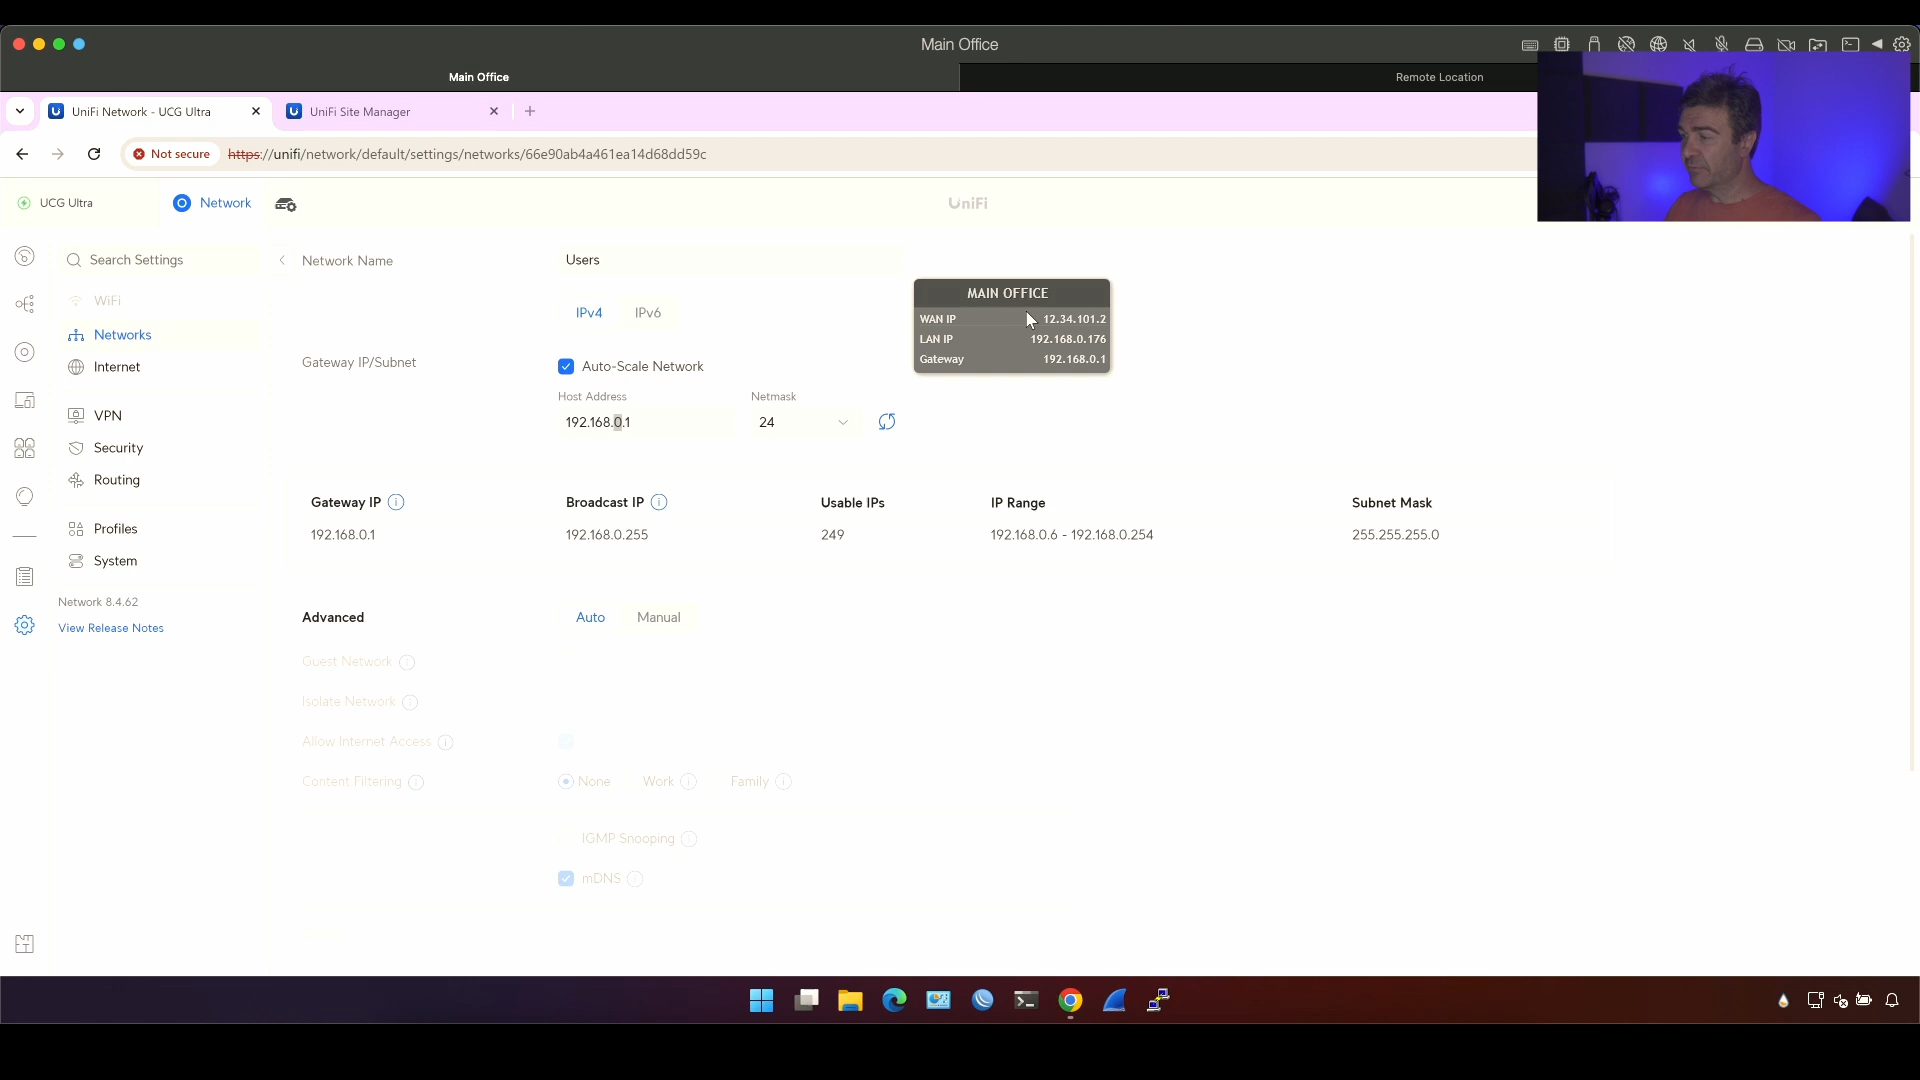 Main Office
Main Office
Remote Location
UniFi Network - UCG Ultra
UniFi Site Manager
Not secure
https://unifi/network/default/settings/networks/66e90ab4a461ea14d68dd59c
UCG Ultra
Network
UniFi
Search Settings
WiFi
Networks
Internet
VPN
Security
Routing
Profiles
System
Network 8.4.62
View Release Notes
Network Name
Users
IPv4
IPv6
Gateway IP/Subnet
Auto-Scale Network
Host Address
Netmask
192.168.0.1
24
MAIN OFFICE
WAN IP 12.34.101.2
LAN IP 192.168.0.176
Gateway 192.168.0.1
Gateway IP
Broadcast IP
Usable IPs
IP Range
Subnet Mask
192.168.0.1
192.168.0.255
249
192.168.0.6 - 192.168.0.254
255.255.255.0
Advanced
Auto
Manual
Guest Network
Isolate Network
Allow Internet Access
Content Filtering
None
Work
Family
IGMP Snooping
mDNS